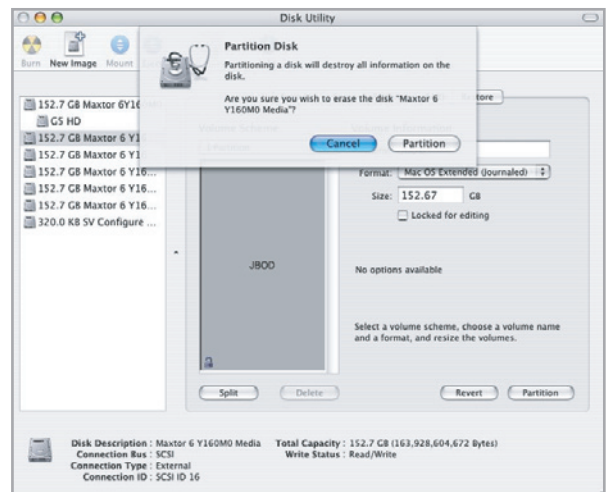 Disk Utility
Burn New Image Mount
Partition Disk
Partitioning a disk will destroy all information on the
disk.
Are you sure you wish to erase the disk "Maxtor 6
Y160M0 Media"?
Cancel Partition
152.7 GB Maxtor 6Y16
G5 HD
152.7 GB Maxtor 6 Y1
152.7 GB Maxtor 6 Y1
152.7 GB Maxtor 6 Y16...
152.7 GB Maxtor 6 Y16...
152.7 GB Maxtor 6 Y16...
320.0 KB SV Configure ...
Volume Scheme
Format: Mac OS Extended (Journaled)
Size: 152.67 GB
Locked for editing
JBOD
No options available
Select a volume scheme, choose a volume name
and a format, and resize the volumes.
Split Delete Revert Partition
Disk Description : Maxtor 6 Y160M0 Media
Connection Bus : SCSI
Connection Type : External
Connection ID : SCSI ID 16
Total Capacity : 152.7 GB (163,928,604,672 Bytes)
Write Status : Read/Write